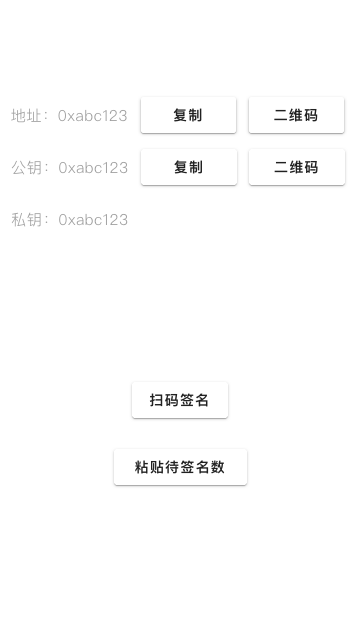 地址：0xabc123 复制 二维码
公钥：0xabc123 复制 二维码
私钥：0xabc123
扫码签名
粘贴待签名数